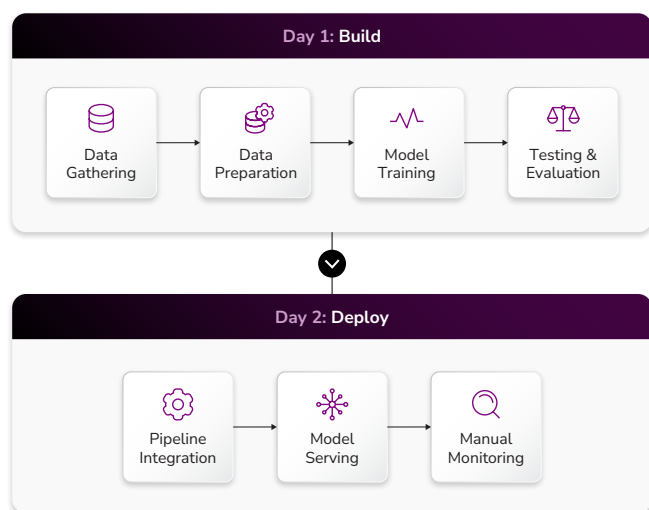 Day 1: Build
Data
Gathering
Data
Preparation
Model
Training
Testing &
Evaluation
Day 2: Deploy
Pipeline
Integration
Model
Serving
Manual
Monitoring